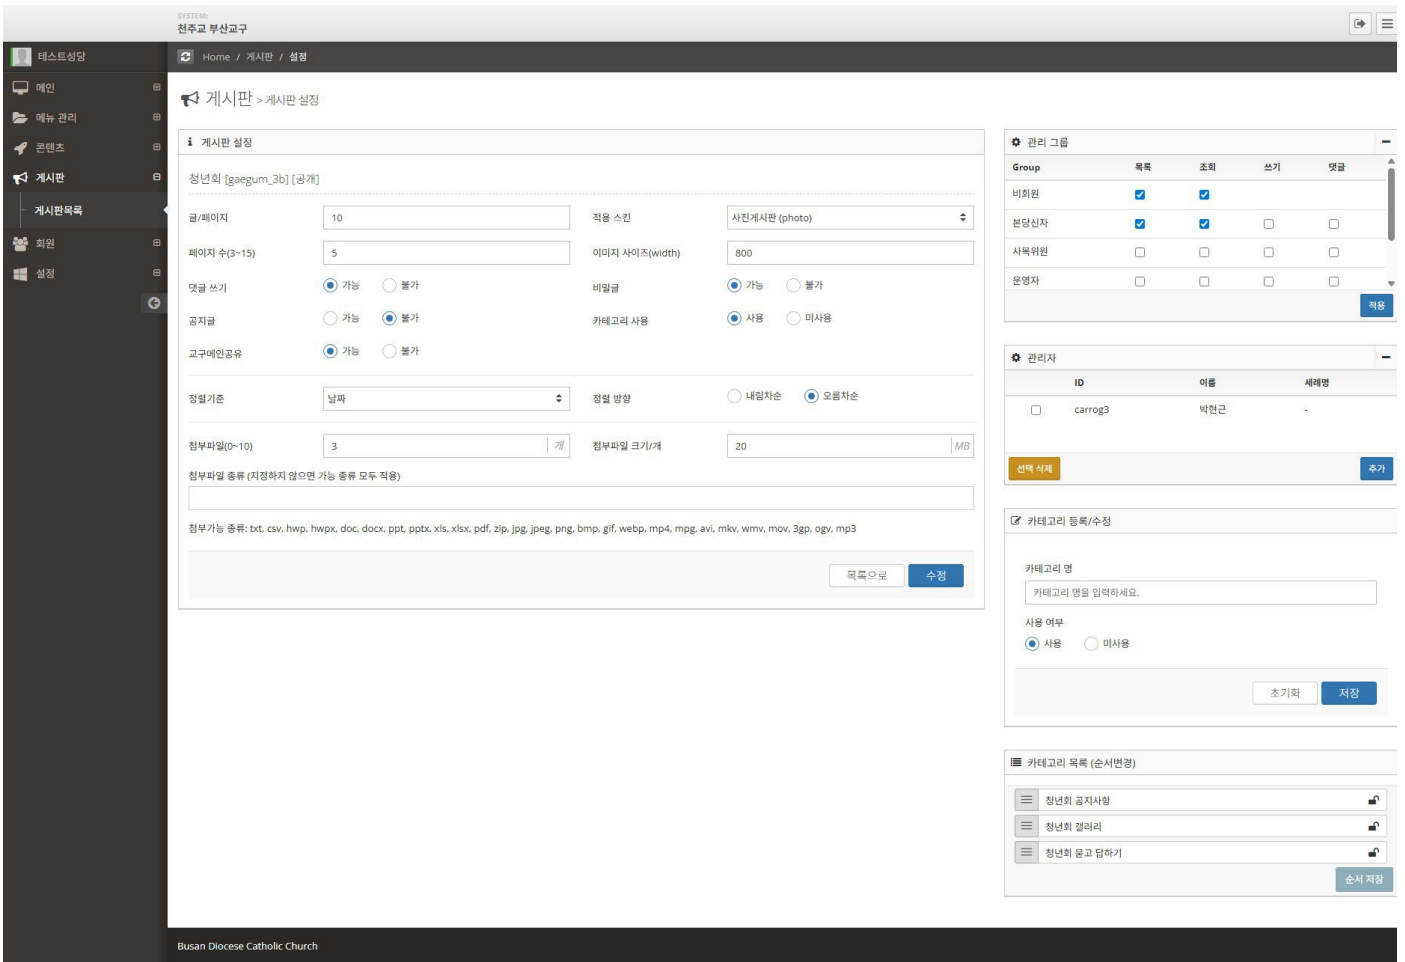 SYSTEM:
천주교 부산교구
테스트성당
Home / 게시판 / 설정
메인
메뉴 관리
콘텐츠
게시판
게시판목록
회원
설정
게시판 > 게시판 설정
게시판 설정
청년회 [gaegum_3b] [공개]
글/페이지 10 적용 스킨 사진게시판 (photo)
페이지 수(3~15) 5 이미지 사이즈(width) 800
댓글 쓰기 가능 불가 비밀글 가능 불가
공지글 가능 불가 카테고리 사용 사용 미사용
교구메인공유 가능 불가
정렬기준 날짜 정렬 방향 내림차순 오름차순
첨부파일(0~10) 3 개 첨부파일 크기/개 20 MB
첨부파일 종류 (지정하지 않으면 가능 종류 모두 적용)
첨부가능 종류: txt, csv, hwp, hwpx, doc, docx, ppt, pptx, xls, xlsx, pdf, zip, jpg, jpeg, png, bmp, gif, webp, mp4, mpg, avi, mkv, wmv, mov, 3gp, ogv, mp3
목록으로 수정
관리 그룹
Group 목록 조회 쓰기 댓글
비회원
본당신자
사목위원
운영자
적용
관리자
ID 이름 세례명
carrog3 박현근 -
선택 삭제 추가
카테고리 등록/수정
카테고리 명
카테고리 명을 입력하세요.
사용 여부
사용 미사용
초기화 저장
카테고리 목록 (순서변경)
청년회 공지사항
청년회 갤러리
청년회 묻고 답하기
순서 저장
Busan Diocese Catholic Church